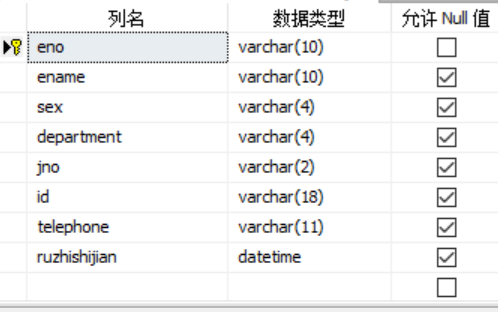 列名 数据类型 允许 Null 值
eno varchar(10)
ename varchar(10)
sex varchar(4)
department varchar(4)
jno varchar(2)
id varchar(18)
telephone varchar(11)
ruzhishijian datetime